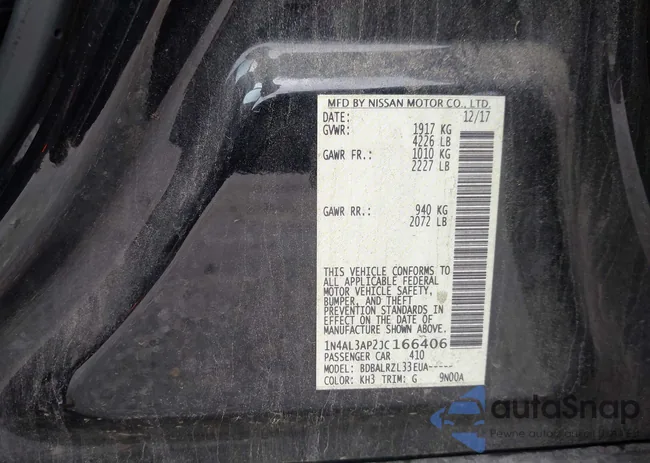 MFD BY NISSAN MOTOR CO., LTD.
DATE: 12/17
GVWR: 1917 KG
4226 LB
GAWR FR.: 1010 KG
2227 LB
GAWR RR.: 940 KG
2072 LB
THIS VEHICLE CONFORMS TO
ALL APPLICABLE FEDERAL
MOTOR VEHICLE SAFETY,
BUMPER, AND THEFT
PREVENTION STANDARDS IN
EFFECT ON THE DATE OF
MANUFACTURE SHOWN ABOVE.
1N4AL3AP2JC166406
PASSENGER CAR 410
MODEL: BDBALRZL33EUA-----
COLOR: KH3 TRIM: G 9N00A
autoSnap
Pewne auta